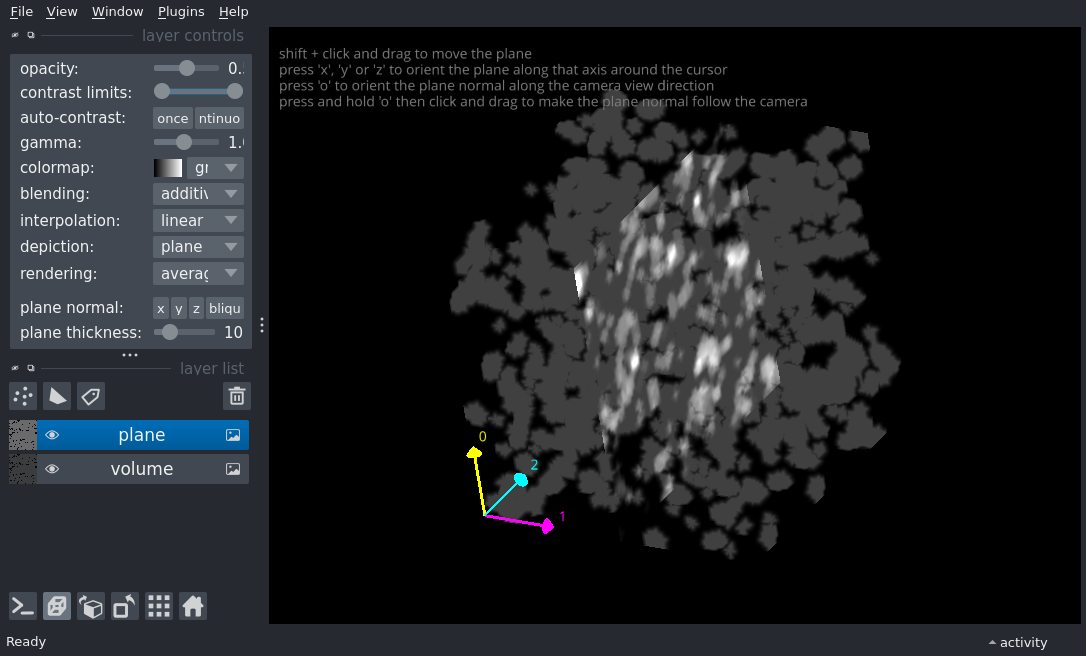 File View Window Plugins Help
layer controls
opacity: 0.
contrast limits:
auto-contrast: once ntinuo
gamma: 1.
colormap: gr
blending: additiv
interpolation: linear
depiction: plane
rendering: averag
plane normal: x y z bliqu
plane thickness: 10
layer list
plane
volume
Ready
shift + click and drag to move the plane
press 'x', 'y' or 'z' to orient the plane along that axis around the cursor
press 'o' to orient the plane normal along the camera view direction
press and hold 'o' then click and drag to make the plane normal follow the camera
0
2
1
activity